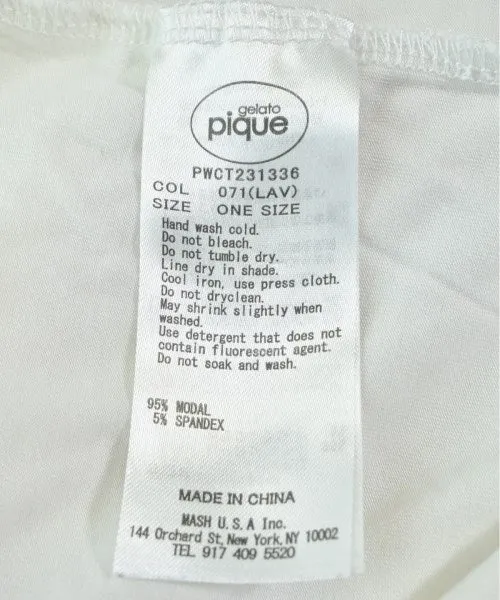 gelato
pique
PWCT231336
COL 071(LAV)
SIZE ONE SIZE
Hand wash cold.
Do not bleach.
Do not tumble dry.
Line dry in shade.
Cool iron, use press cloth.
Do not dryclean.
May shrink slightly when
washed.
Use detergent that does not
contain fluorescent agent.
Do not soak and wash.
95% MODAL
5% SPANDEX
MADE IN CHINA
MASH U.S.A Inc.
144 Orchard St, New York, NY 10002
TEL 917 409 5520